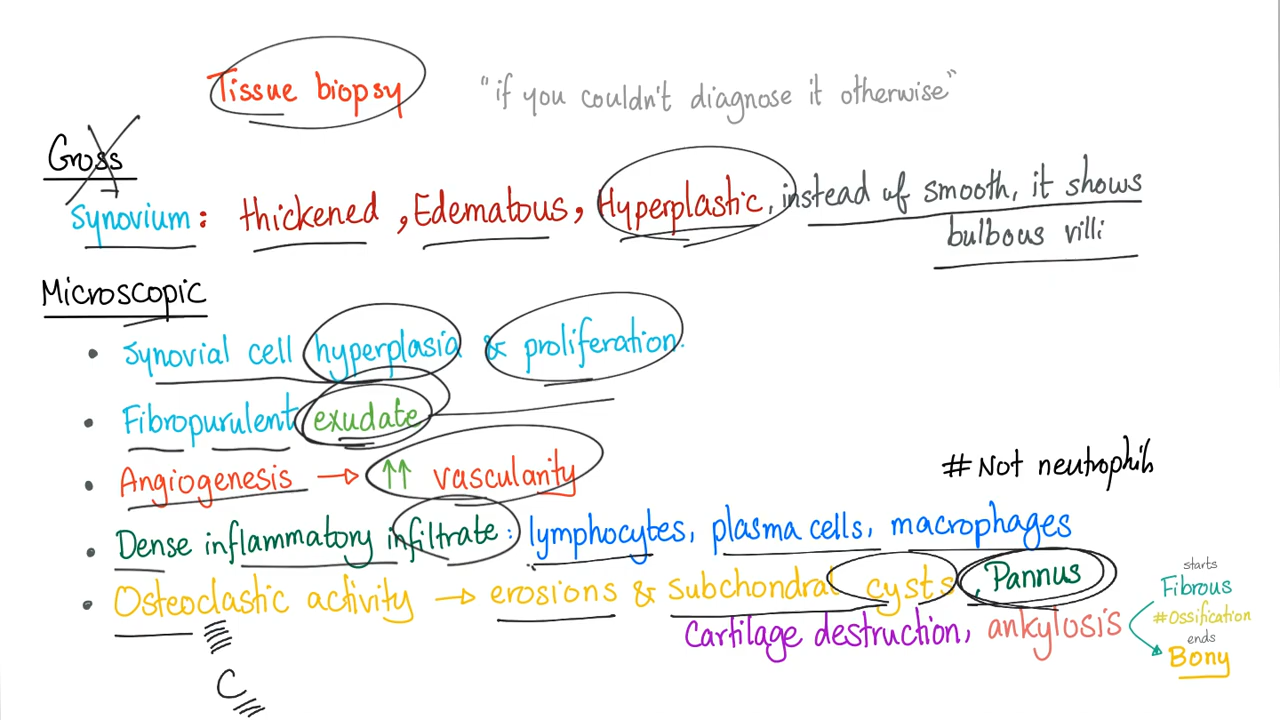 Tissue biopsy "if you couldn't diagnose it otherwise"
Gross
Synovium: thickened, Edematous, Hyperplastic, instead of smooth, it shows
bulbous villi
Microscopic
• Synovial cell hyperplasia & proliferation.
• Fibropurulent exudate
• Angiogenesis → ↑↑ vascularity
# Not neutrophils
• Dense inflammatory infiltrate: lymphocytes, plasma cells, macrophages
• Osteoclastic activity → erosions & subchondral cysts, Pannus
cartilage destruction, ankylosis
starts
Fibrous
#Ossification
ends
Bony
C